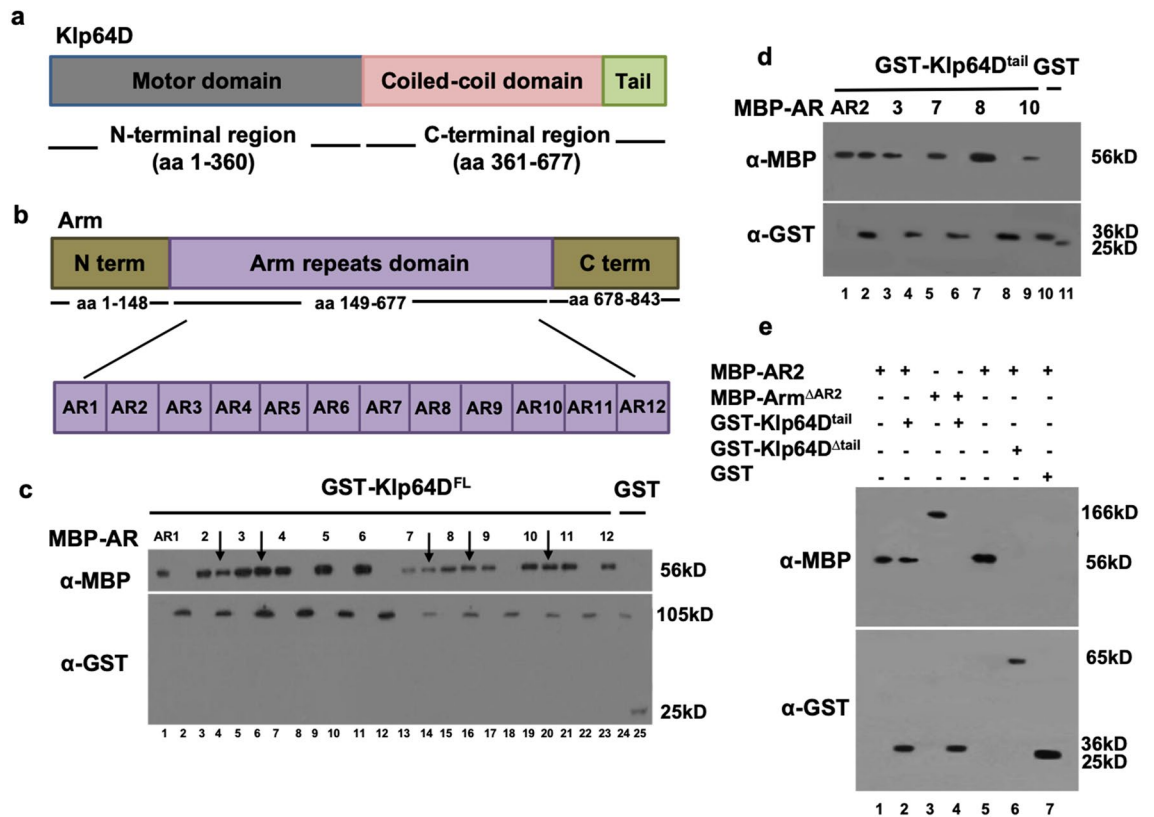 a
Klp64D
Motor domain Coiled-coil domain Tail
N-terminal region C-terminal region
(aa 1-360) (aa 361-677)
b
Arm
N term Arm repeats domain C term
aa 1-148 aa 149-677 aa 678-843
AR1 AR2 AR3 AR4 AR5 AR6 AR7 AR8 AR9 AR10 AR11 AR12
c
GST-Klp64DFL GST
MBP-AR AR1 2 3 4 5 6 7 8 9 10 11 12
α-MBP 56kD
105kD
α-GST
25kD
1 2 3 4 5 6 7 8 9 10 11 12 13 14 15 16 17 18 19 20 21 22 23 24 25
d
GST-Klp64Dtail GST
MBP-AR AR2 3 7 8 10
α-MBP 56kD
α-GST 36kD
25kD
1 2 3 4 5 6 7 8 9 10 11
e
MBP-AR2 + + - - + + +
MBP-ArmΔAR2 - - + + - - -
GST-Klp64Dtail - + - + - - -
GST-Klp64DΔtail - - - - - + -
GST - - - - - - +
166kD
α-MBP 56kD
65kD
α-GST
36kD
25kD
1 2 3 4 5 6 7